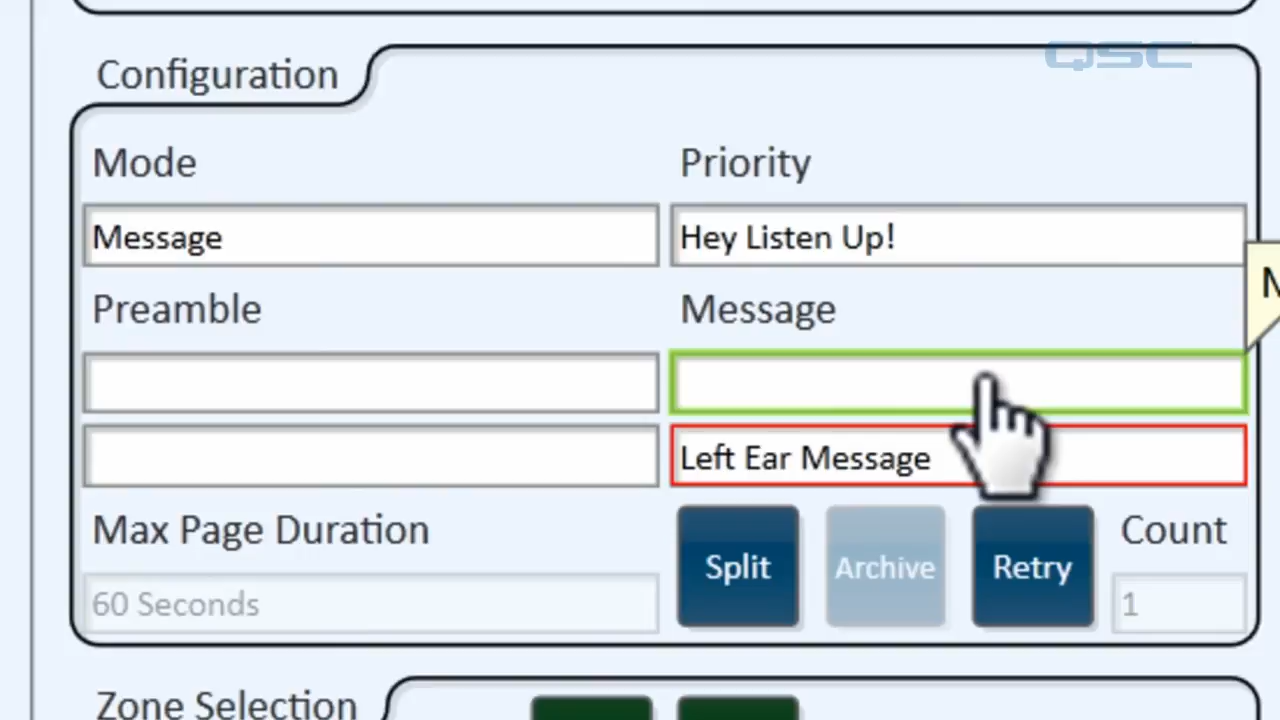 QSC
Configuration
Mode
Priority
Message
Hey Listen Up!
Preamble
Message
Left Ear Message
Max Page Duration
Split
Archive
Retry
Count
60 Seconds
1
Zone Selection